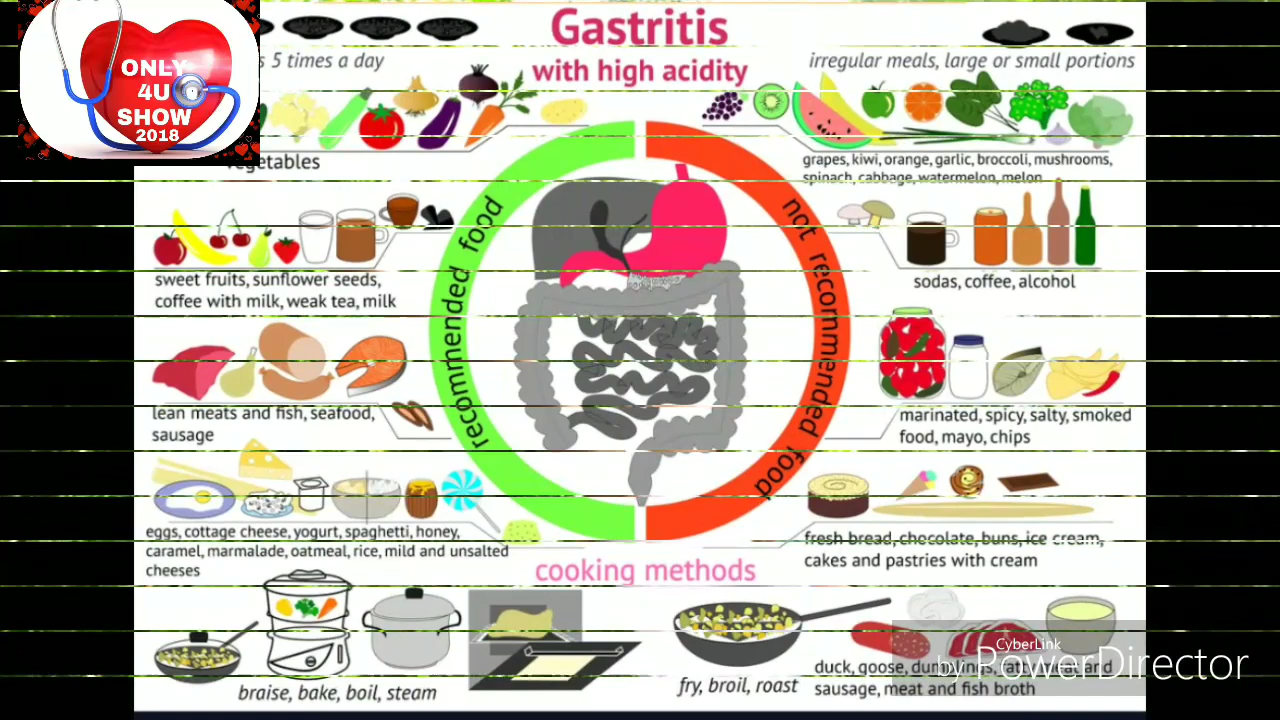 ONLY
4U
SHOW
2018
Gastritis
with high acidity
s 5 times a day
irregular meals, large or small portions
vegetables
grapes, kiwi, orange, garlic, broccoli, mushrooms,
spinach, cabbage, watermelon, melon
recommended food
not recommended food
sweet fruits, sunflower seeds,
coffee with milk, weak tea, milk
sodas, coffee, alcohol
lean meats and fish, seafood,
sausage
marinated, spicy, salty, smoked
food, mayo, chips
eggs, cottage cheese, yogurt, spaghetti, honey,
caramel, marmalade, oatmeal, rice, mild and unsalted
cheeses
fresh bread, chocolate, buns, ice cream,
cakes and pastries with cream
cooking methods
braise, bake, boil, steam
fry, broil, roast
duck, goose, dumplings, fatty meat and
sausage, meat and fish broth
CyberLink
by PowerDirector